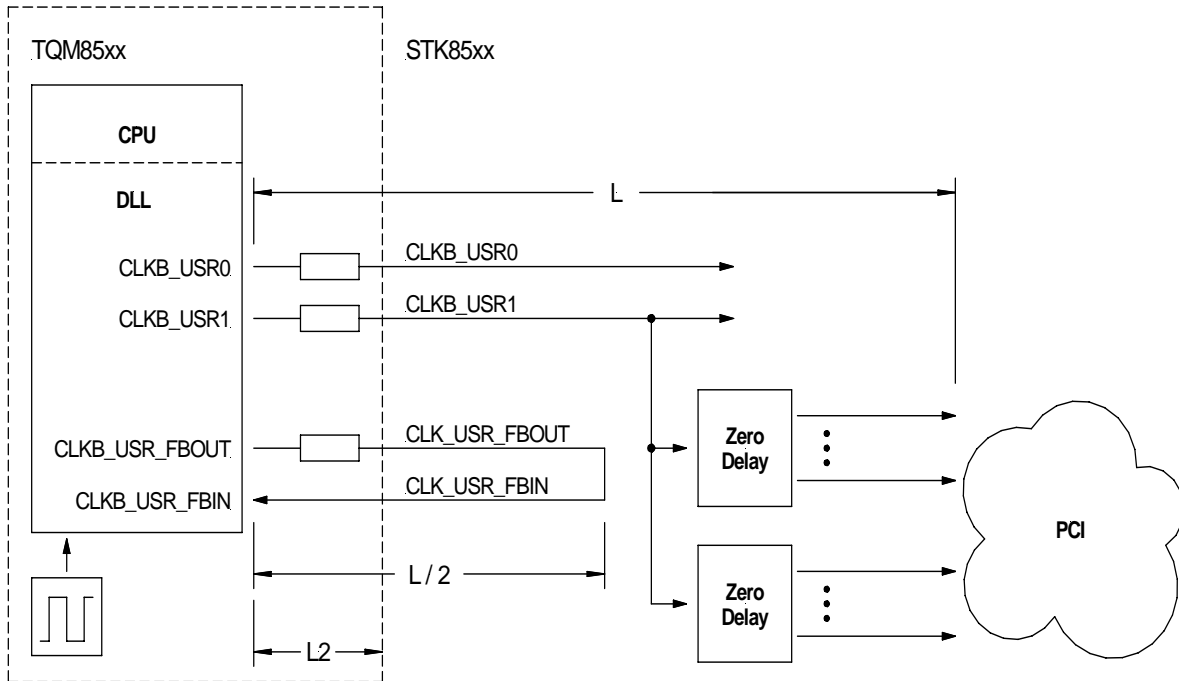 TQM85xx
STK85xx
CPU
DLL
L
CLKB_USR0
CLKB_USR0
CLKB_USR1
CLKB_USR1
CLKB_USR_FBOUT
CLK_USR_FBOUT
CLKB_USR_FBIN
CLK_USR_FBIN
Zero
Delay
PCI
L / 2
Zero
Delay
L2